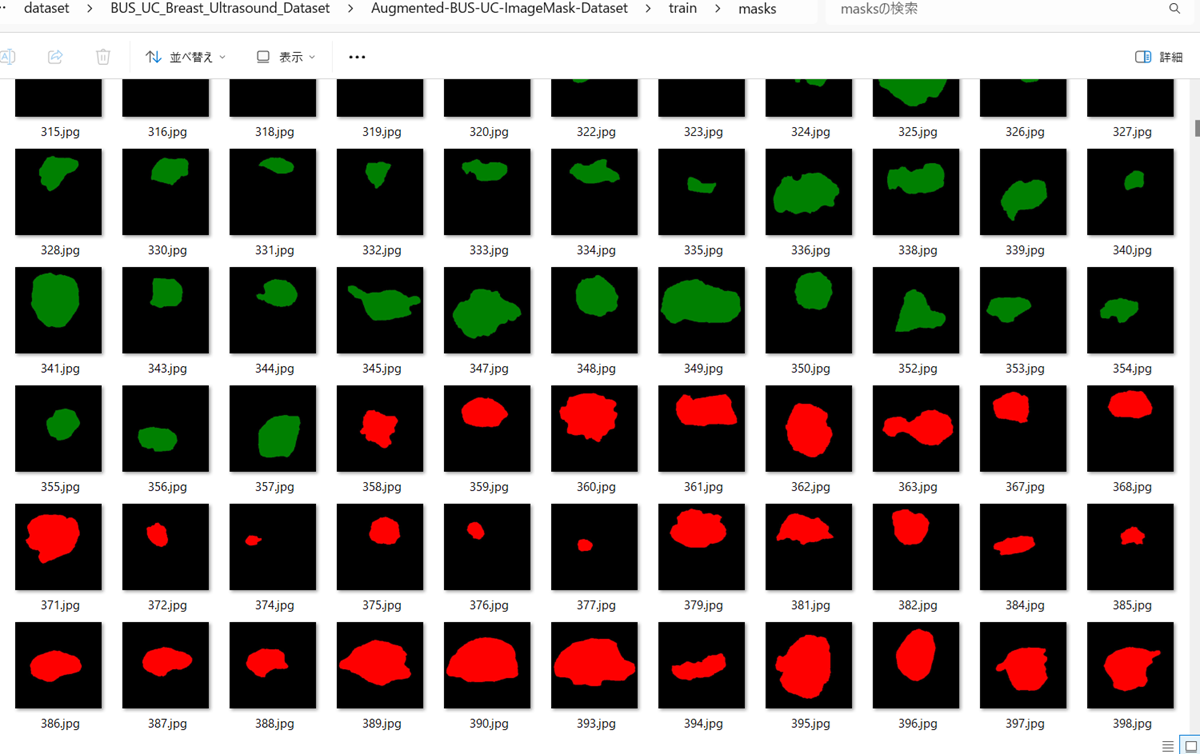 dataset > BUS_UC_Breast_Ultrasound_Dataset > Augmented-BUS-UC-ImageMask-Dataset > train > masks masksの検索
並べ替え 表示 ••• 詳細
315.jpg 316.jpg 318.jpg 319.jpg 320.jpg 322.jpg 323.jpg 324.jpg 325.jpg 326.jpg 327.jpg
328.jpg 330.jpg 331.jpg 332.jpg 333.jpg 334.jpg 335.jpg 336.jpg 338.jpg 339.jpg 340.jpg
341.jpg 343.jpg 344.jpg 345.jpg 347.jpg 348.jpg 349.jpg 350.jpg 352.jpg 353.jpg 354.jpg
355.jpg 356.jpg 357.jpg 358.jpg 359.jpg 360.jpg 361.jpg 362.jpg 363.jpg 367.jpg 368.jpg
371.jpg 372.jpg 374.jpg 375.jpg 376.jpg 377.jpg 379.jpg 381.jpg 382.jpg 384.jpg 385.jpg
386.jpg 387.jpg 388.jpg 389.jpg 390.jpg 393.jpg 394.jpg 395.jpg 396.jpg 397.jpg 398.jpg